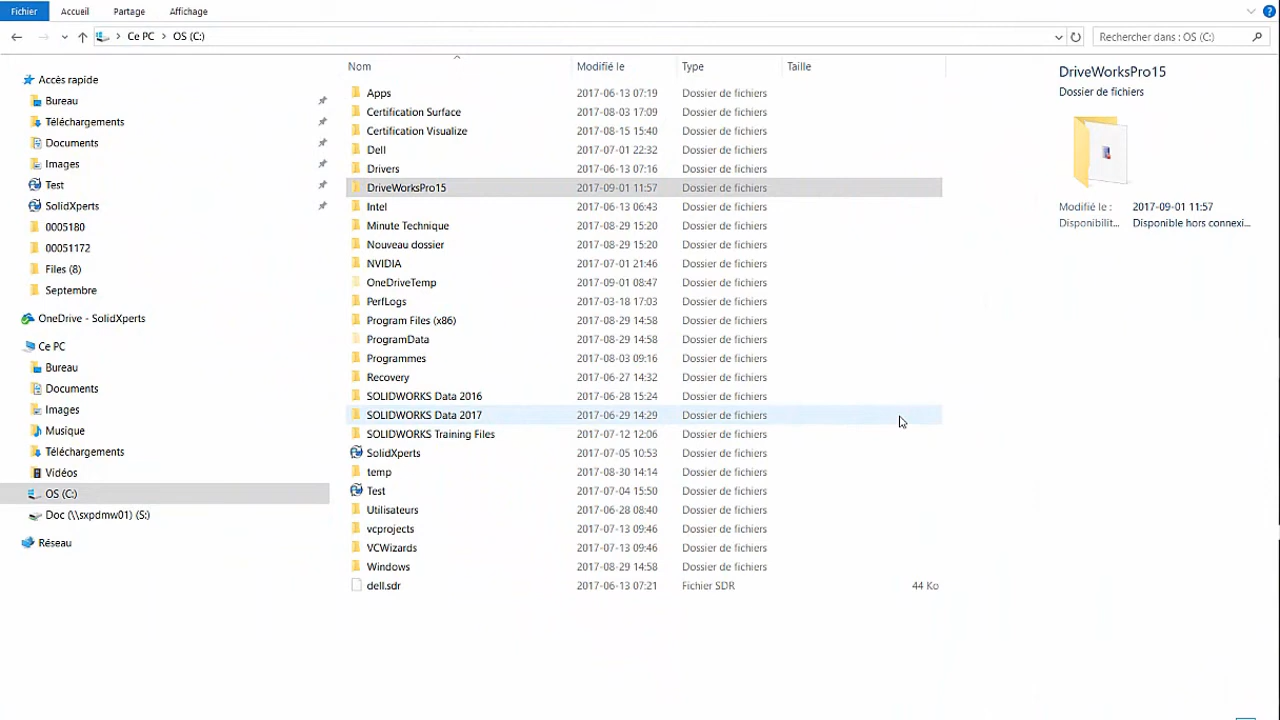 Fichier Accueil Partage Affichage
Ce PC OS (C:) Rechercher dans : OS (C:)
Accès rapide
Bureau
Téléchargements
Documents
Images
Test
SolidXperts
0005180
00051172
Files (8)
Septembre
OneDrive - SolidXperts
Ce PC
Bureau
Documents
Images
Musique
Téléchargements
Vidéos
OS (C:)
Doc (\\sxpdmw01) (S:)
Réseau
Nom Modifié le Type Taille
Apps 2017-06-13 07:19 Dossier de fichiers
Certification Surface 2017-08-03 17:09 Dossier de fichiers
Certification Visualize 2017-08-15 15:40 Dossier de fichiers
Dell 2017-07-01 22:32 Dossier de fichiers
Drivers 2017-06-13 07:16 Dossier de fichiers
DriveWorksPro15 2017-09-01 11:57 Dossier de fichiers
Intel 2017-06-13 06:43 Dossier de fichiers
Minute Technique 2017-08-29 15:20 Dossier de fichiers
Nouveau dossier 2017-08-29 15:20 Dossier de fichiers
NVIDIA 2017-07-01 21:46 Dossier de fichiers
OneDriveTemp 2017-09-01 08:47 Dossier de fichiers
PerfLogs 2017-03-18 17:03 Dossier de fichiers
Program Files (x86) 2017-08-29 14:58 Dossier de fichiers
ProgramData 2017-08-29 14:58 Dossier de fichiers
Programmes 2017-08-03 09:16 Dossier de fichiers
Recovery 2017-06-27 14:32 Dossier de fichiers
SOLIDWORKS Data 2016 2017-06-28 15:24 Dossier de fichiers
SOLIDWORKS Data 2017 2017-06-29 14:29 Dossier de fichiers
SOLIDWORKS Training Files 2017-07-12 12:06 Dossier de fichiers
SolidXperts 2017-07-05 10:53 Dossier de fichiers
temp 2017-08-30 14:14 Dossier de fichiers
Test 2017-07-04 15:50 Dossier de fichiers
Utilisateurs 2017-06-28 08:40 Dossier de fichiers
vcprojects 2017-07-13 09:46 Dossier de fichiers
VCWizards 2017-07-13 09:46 Dossier de fichiers
Windows 2017-08-29 14:58 Dossier de fichiers
dell.sdr 2017-06-13 07:21 Fichier SDR 44 Ko
DriveWorksPro15
Dossier de fichiers
Modifié le : 2017-09-01 11:57
Disponibilit... Disponible hors connexi...